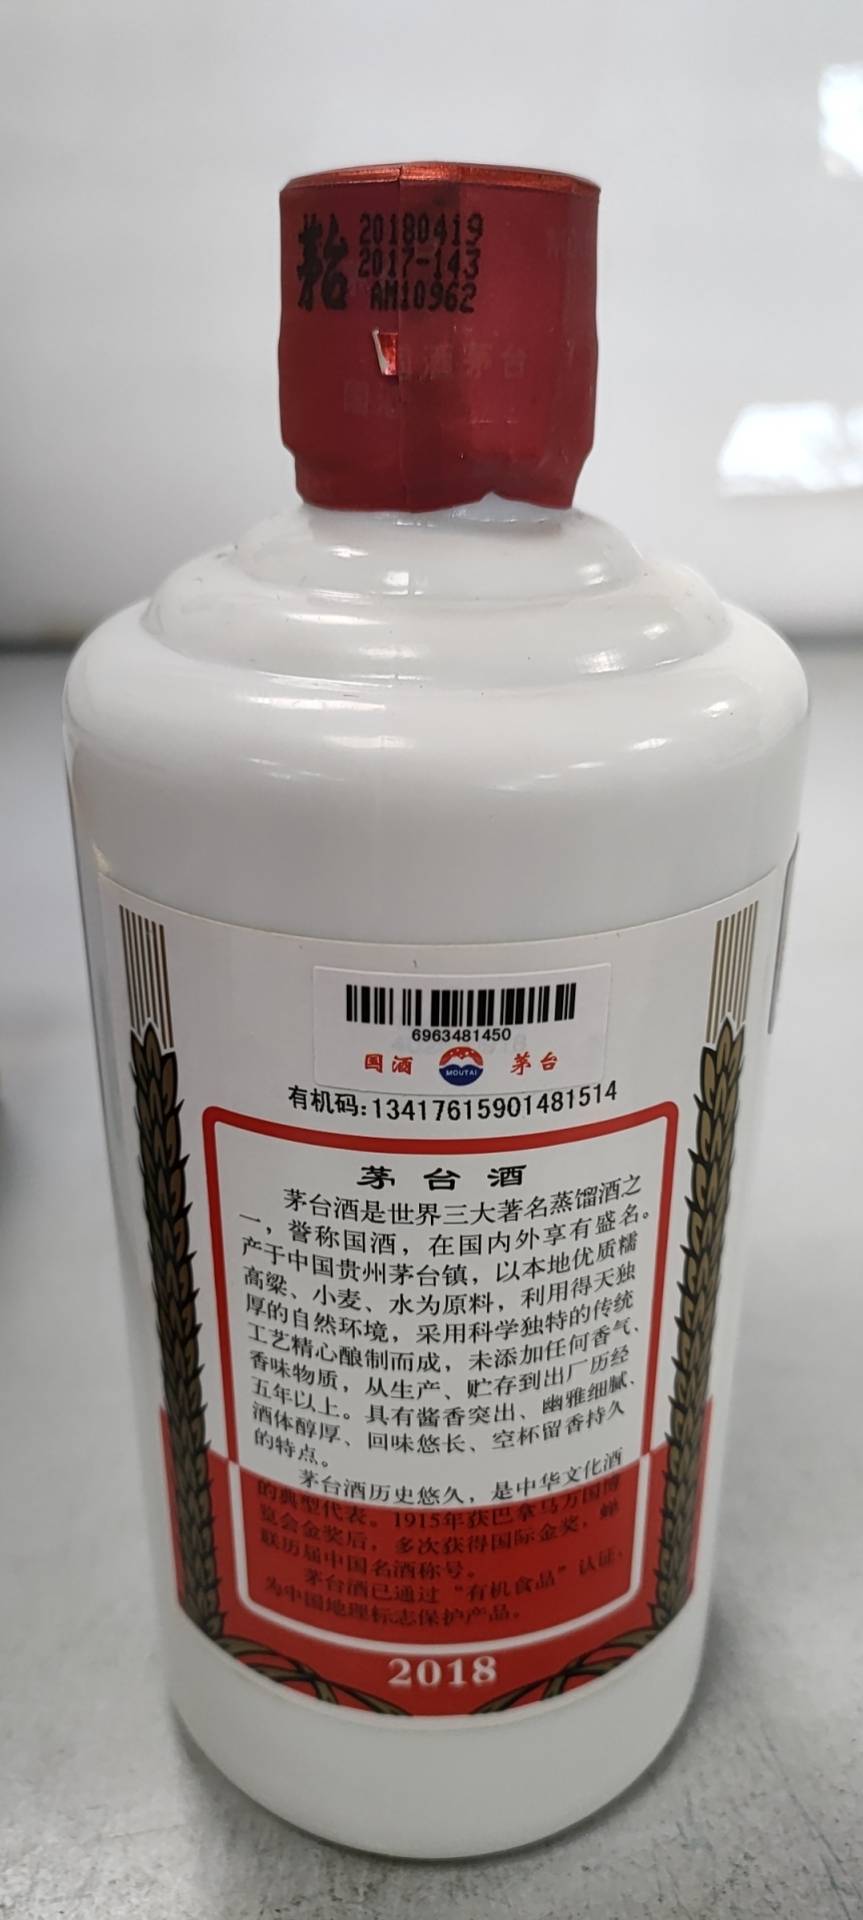 茅台
20180419
2017-143
AM10962
国酒茅台
6963481450
国酒 MOUTAI 茅台
有机码:13417615901481514
茅台酒
茅台酒是世界三大著名蒸馏酒之
一，誉称国酒，在国内外享有盛名。
产于中国贵州茅台镇，以本地优质糯
高粱、小麦、水为原料，利用得天独
厚的自然环境，采用科学独特的传统
工艺精心酿制而成，未添加任何香气、
香味物质，从生产、贮存到出厂历经
五年以上。具有酱香突出、幽雅细腻、
酒体醇厚、回味悠长、空杯留香持久
的特点。
茅台酒历史悠久，是中华文化酒
的典型代表。1915年获巴拿马万国博
览会金奖后，多次获得国际金奖，蝉
联历届中国名酒称号。
茅台酒已通过“有机食品”认证，
为中国地理标志保护产品。
2018